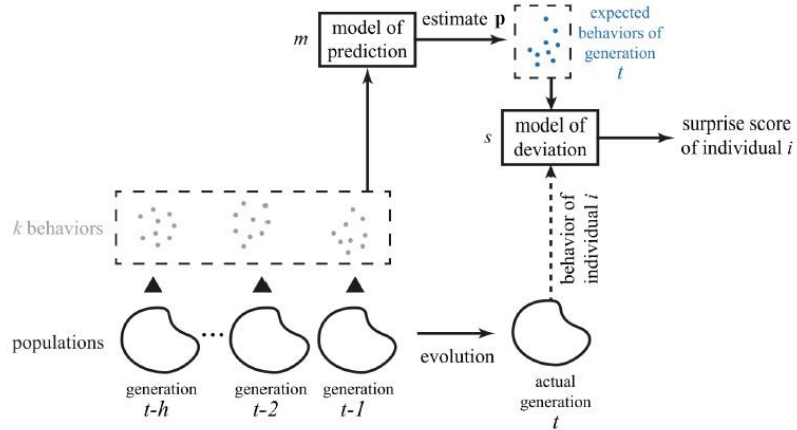 m
model of
prediction
estimate p
expected
behaviors of
generation
t
s
model of
deviation
surprise score
of individual i
k behaviors
behavior of
individual i
populations
...
evolution
generation
t-h
generation
t-2
generation
t-1
actual
generation
t